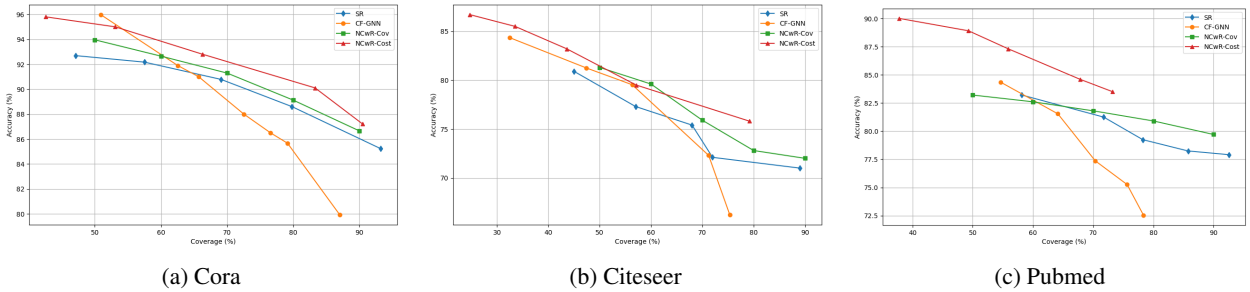 96
94
92
90
88
86
84
82
80
Accuracy (%)
50
60
70
80
90
Coverage (%)
SR
CF-GNN
NCwR-Cov
NCwR-Cost
(a) Cora
85
80
75
70
Accuracy (%)
30
40
50
60
70
80
90
Coverage (%)
SR
CF-GNN
NCwR-Cov
NCwR-Cost
(b) Citeseer
90.0
87.5
85.0
82.5
80.0
77.5
75.0
72.5
Accuracy (%)
40
50
60
70
80
90
Coverage (%)
SR
CF-GNN
NCwR-Cov
NCwR-Cost
(c) Pubmed